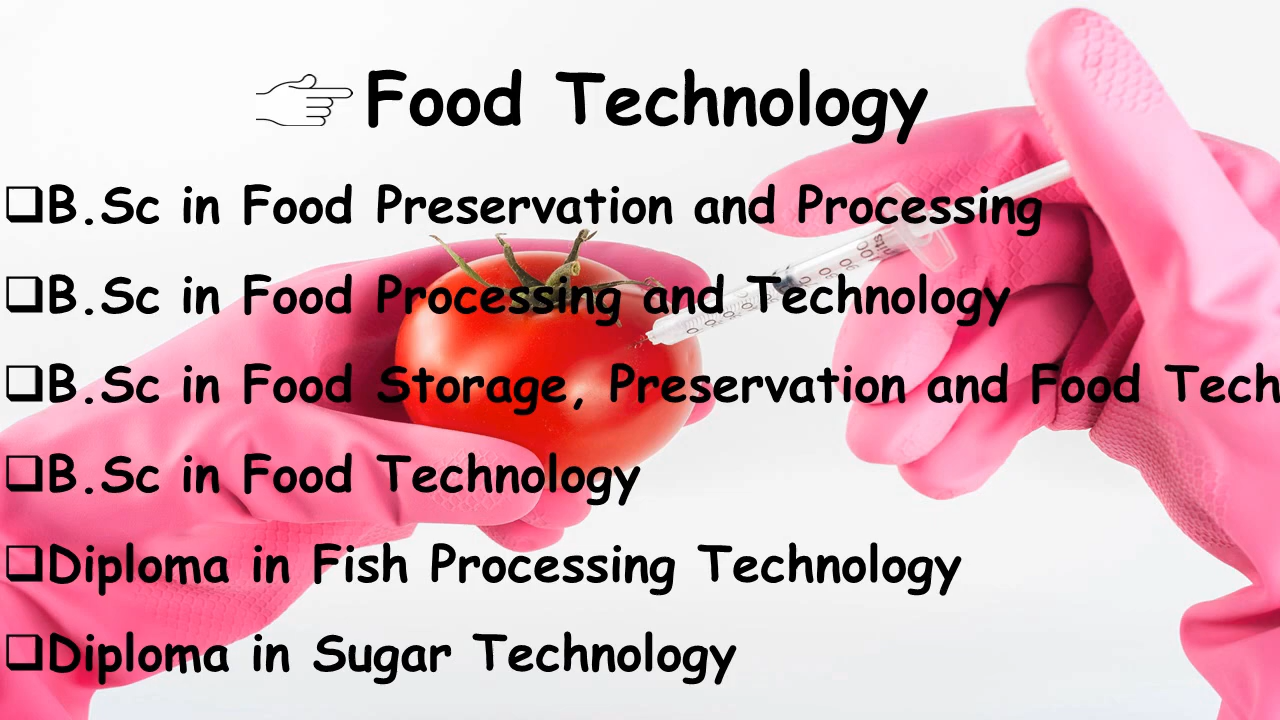 Food Technology
B.Sc in Food Preservation and Processing
B.Sc in Food Processing and Technology
B.Sc in Food Storage, Preservation and Food Tech
B.Sc in Food Technology
Diploma in Fish Processing Technology
Diploma in Sugar Technology